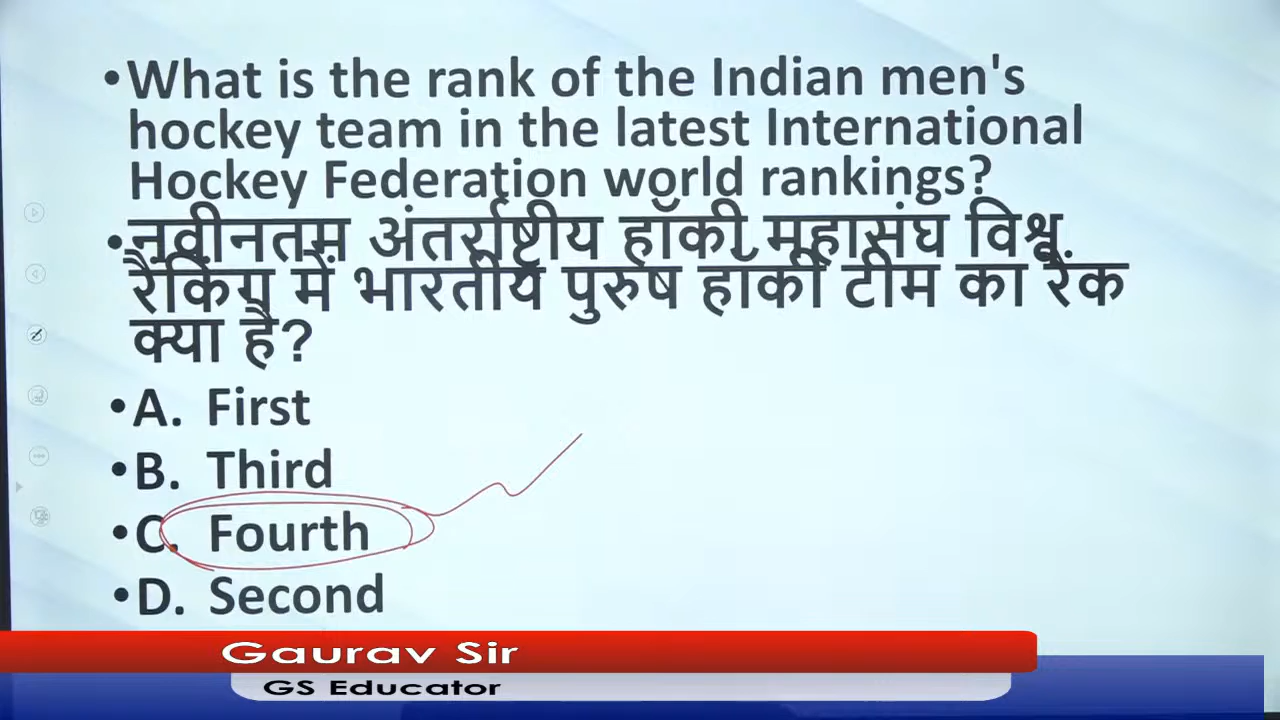 •What is the rank of the Indian men's
hockey team in the latest International
Hockey Federation world rankings?
•नवीनतम अंतर्राष्ट्रीय हॉकी महासंघ विश्व
रैंकिंग में भारतीय पुरुष हॉकी टीम का रैंक
क्या है?
•A. First
•B. Third
•C. Fourth
•D. Second
Gaurav Sir
GS Educator